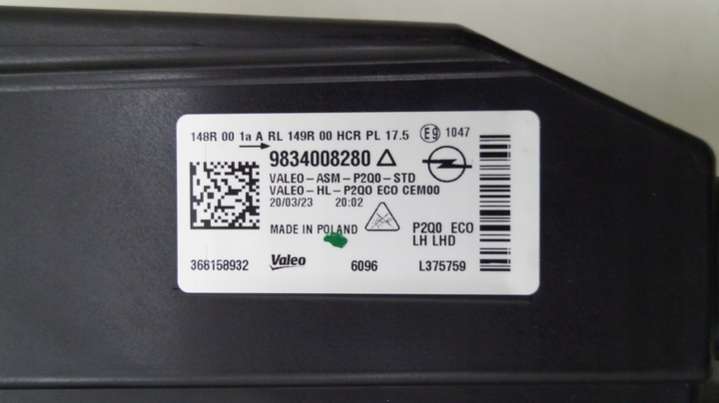 148R 00 1a A RL 149R 00 HCR PL 17.5 E9 1047
9834008280
VALEO-ASM-P2Q0-STD
VALEO-HL-P2Q0 ECO CEM00
20/03/23 20:02
MADE IN POLAND P2Q0 ECO
LH LHD
366158932 Valeo 6096 L375759